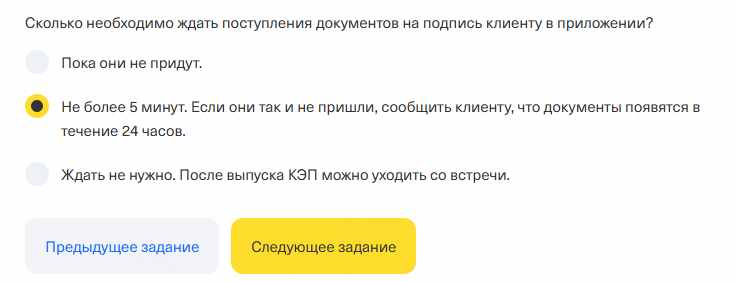 Сколько необходимо ждать поступления документов на подпись клиенту в приложении?
Пока они не придут.
Не более 5 минут. Если они так и не пришли, сообщить клиенту, что документы появятся в
течение 24 часов.
Ждать не нужно. После выпуска КЭП можно уходить со встречи.
Предыдущее задание
Следующее задание